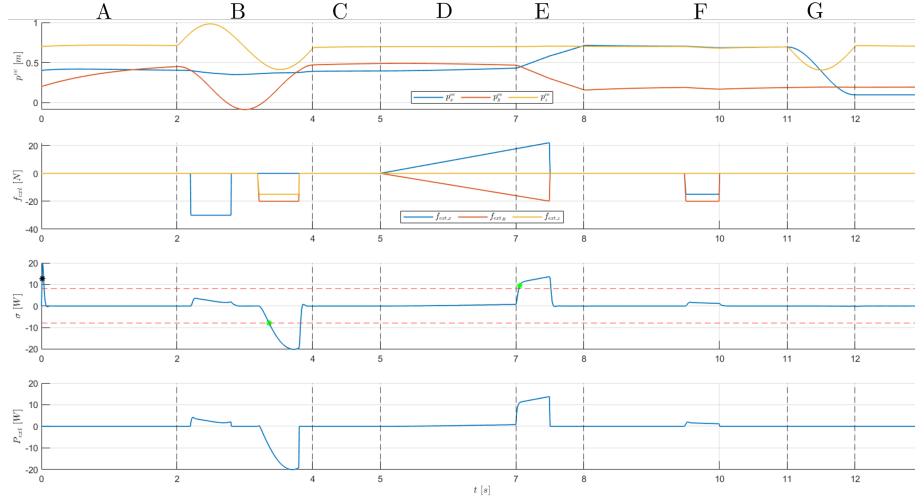 A B C D E F G
1
0.5
0
p^w [m]
p_x^w p_y^w p_z^w
0 2 4 5 7 8 10 11 12
20
0
-20
-40
f_ext [N]
f_ext,x f_ext,y f_ext,z
0 2 4 5 7 8 10 11 12
20
10
0
-10
-20
σ [W]
0 2 4 5 7 8 10 11 12
20
10
0
-10
-20
P_ext [W]
0 2 4 5 7 8 10 11 12
t [s]